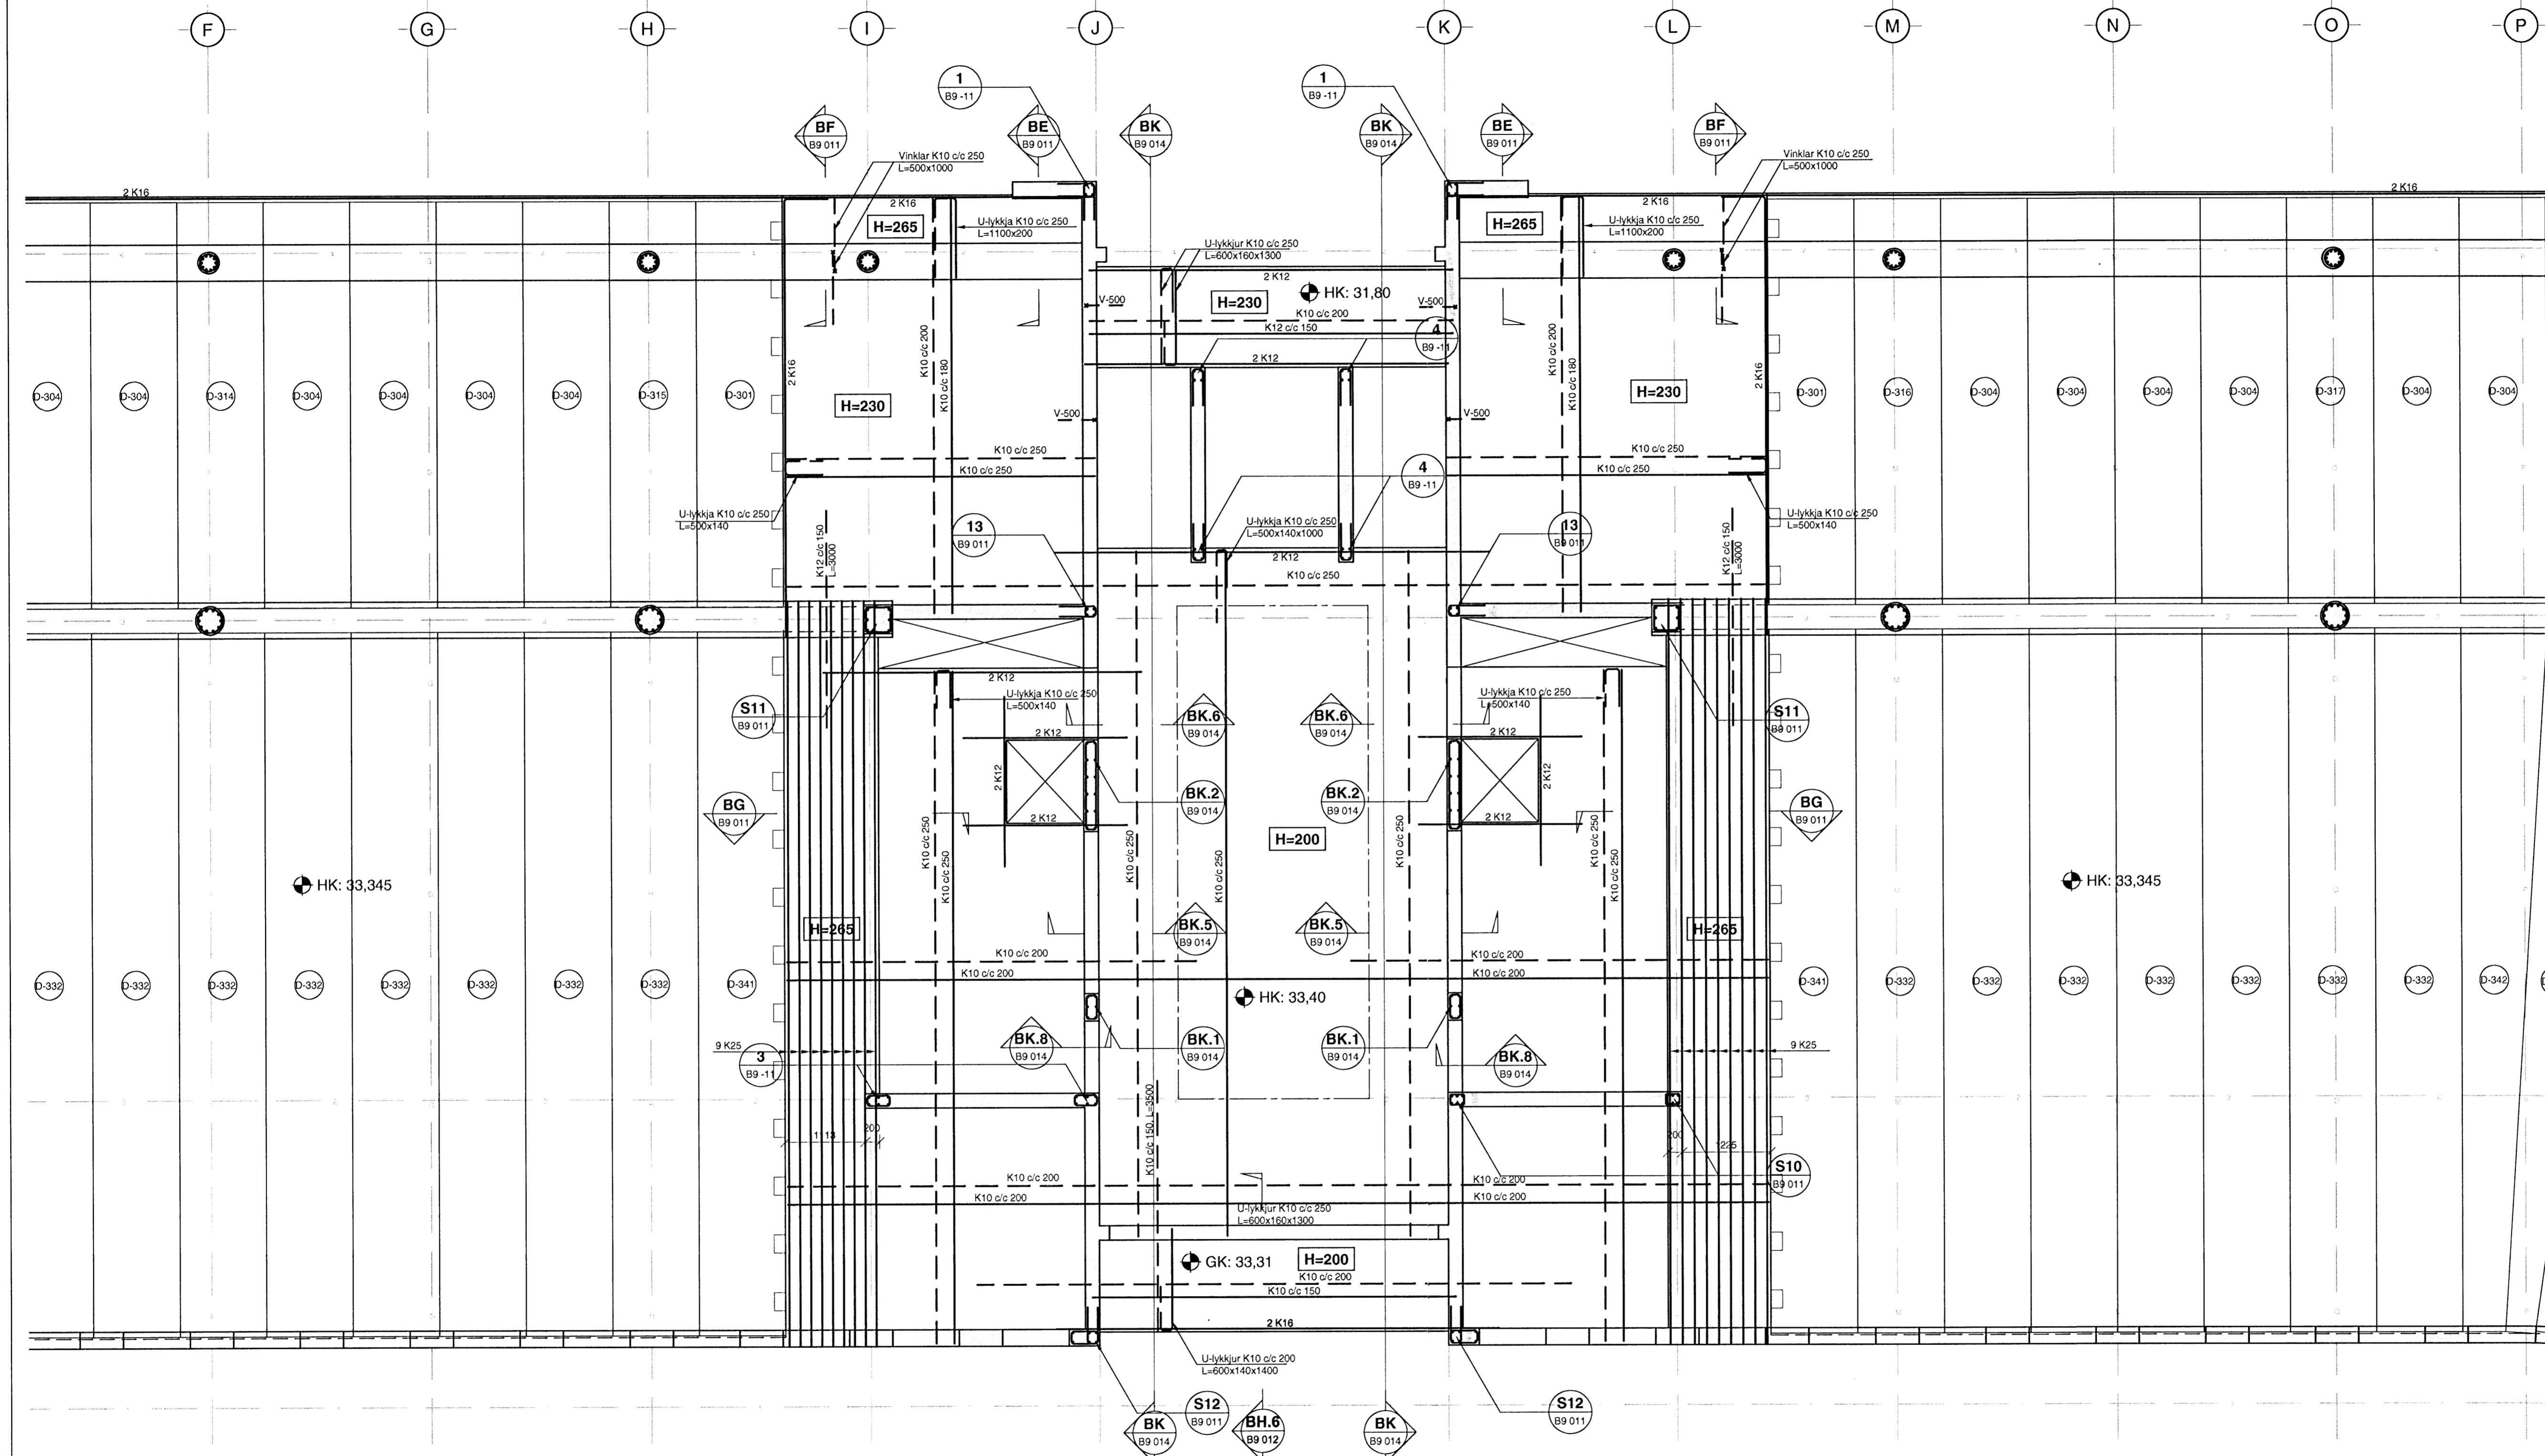 F G H I J K L M N O P
1
B9 -11
1
B9 -11
BF
B9 011
BE
B9 011
BK
B9 014
BK
B9 014
BE
B9 011
BF
B9 011
Vinklar K10 c/c 250
L=500x1000
Vinklar K10 c/c 250
L=500x1000
2 K16
2 K16
2 K16
2 K16
H=265
U-lykkja K10 c/c 250
L=1100x200
H=265
U-lykkja K10 c/c 250
L=1100x200
U-lykkjur K10 c/c 250
L=600x160x1300
2 K12
H=230
HK: 31,80
V-500
V-500
K10 c/c 200
K12 c/c 150
4
B9 -11
2 K12
K10 c/c 200
K10 c/c 180
2 K16
K10 c/c 200
K10 c/c 180
2 K16
D-304
D-304
D-314
D-304
D-304
D-304
D-304
D-315
D-301
H=230
V-500
V-500
H=230
D-301
D-316
D-304
D-304
D-304
D-304
D-317
D-304
D-304
K10 c/c 250
K10 c/c 250
K10 c/c 250
K10 c/c 250
4
B9 -11
U-lykkja K10 c/c 250
L=500x140
U-lykkja K10 c/c 250
L=500x140
13
B9 011
U-lykkja K10 c/c 250
L=500x140x1000
13
B9 011
K12 c/c 150
L=3000
K12 c/c 150
L=3000
2 K12
K10 c/c 250
2 K12
U-lykkja K10 c/c 250
L=500x140
U-lykkja K10 c/c 250
L=500x140
S11
B9 011
BK.6
B9 014
BK.6
B9 014
S11
B9 011
2 K12
2 K12
2 K12
2 K12
BK.2
B9 014
BK.2
B9 014
2 K12
2 K12
BG
B9 011
BG
B9 011
H=200
K10 c/c 250
K10 c/c 250
K10 c/c 250
K10 c/c 250
K10 c/c 250
K10 c/c 250
K10 c/c 250
HK: 33,345
HK: 33,345
H=265
BK.5
B9 014
BK.5
B9 014
H=265
K10 c/c 200
K10 c/c 200
K10 c/c 200
K10 c/c 200
D-332
D-332
D-332
D-332
D-332
D-332
D-332
D-332
D-341
HK: 33,40
D-341
D-332
D-332
D-332
D-332
D-332
D-332
D-332
D-342
9 K25
3
B9 -11
BK.8
B9 014
BK.1
B9 014
BK.1
B9 014
BK.8
B9 014
9 K25
K10 c/c 150, L=3500
1113
200
200
1225
K10 c/c 200
K10 c/c 200
K10 c/c 200
K10 c/c 200
S10
B9 011
U-lykkjur K10 c/c 250
L=600x160x1300
GK: 33,31
H=200
K10 c/c 200
K10 c/c 150
2 K16
U-lykkjur K10 c/c 200
L=600x140x1400
BK
B9 014
S12
B9 011
BH.6
B9 012
BK
B9 014
S12
B9 011